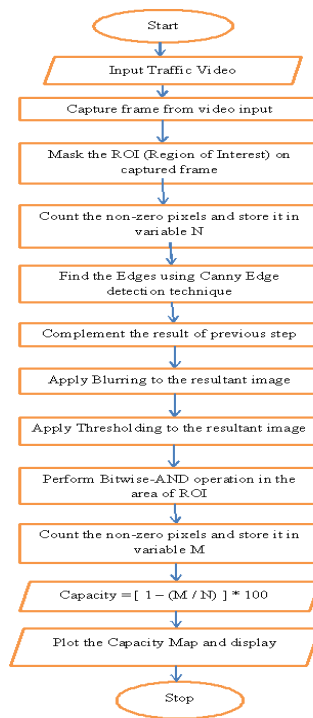 Start
Input Traffic Video
Capture frame from video input
Mask the ROI (Region of Interest) on
captured frame
Count the non-zero pixels and store it in
variable N
Find the Edges using Canny Edge
detection technique
Complement the result of previous step
Apply Blurring to the resultant image
Apply Thresholding to the resultant image
Perform Bitwise-AND operation in the
area of ROI
Count the non-zero pixels and store it in
variable M
Capacity = [ 1 – (M / N) ] * 100
Plot the Capacity Map and display
Stop